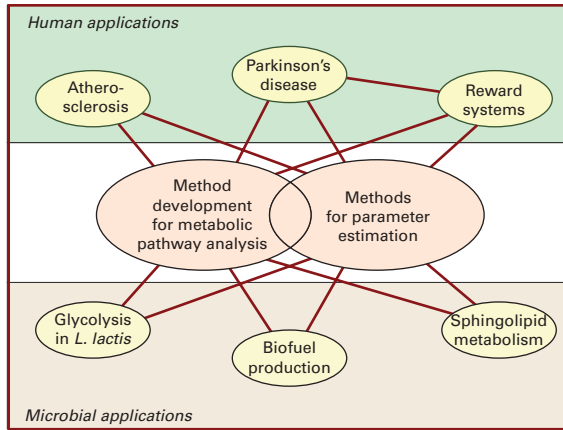 Human applications
Parkinson's
disease
Athero-
sclerosis
Reward
systems
Method
development
for metabolic
pathway analysis
Methods
for parameter
estimation
Glycolysis
in L. lactis
Biofuel
production
Sphingolipid
metabolism
Microbial applications